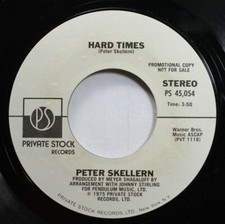 HARD TIMES
(Peter Skellern)
PROMOTIONAL COPY
NOT FOR SALE
STEREO
PS 45,054
Time: 3:50
PS
PRIVATE STOCK
RECORDS
Warner Bros.
Music ASCAP
(PVT 1118)
PETER SKELLERN
PRODUCED BY MEYER SHAGALOFF BY
ARRANGEMENT WITH JOHNNY STIRLING
FOR PENDULUM MUSIC, LTD.
© 1975 PRIVATE STOCK
RECORDS, LTD.